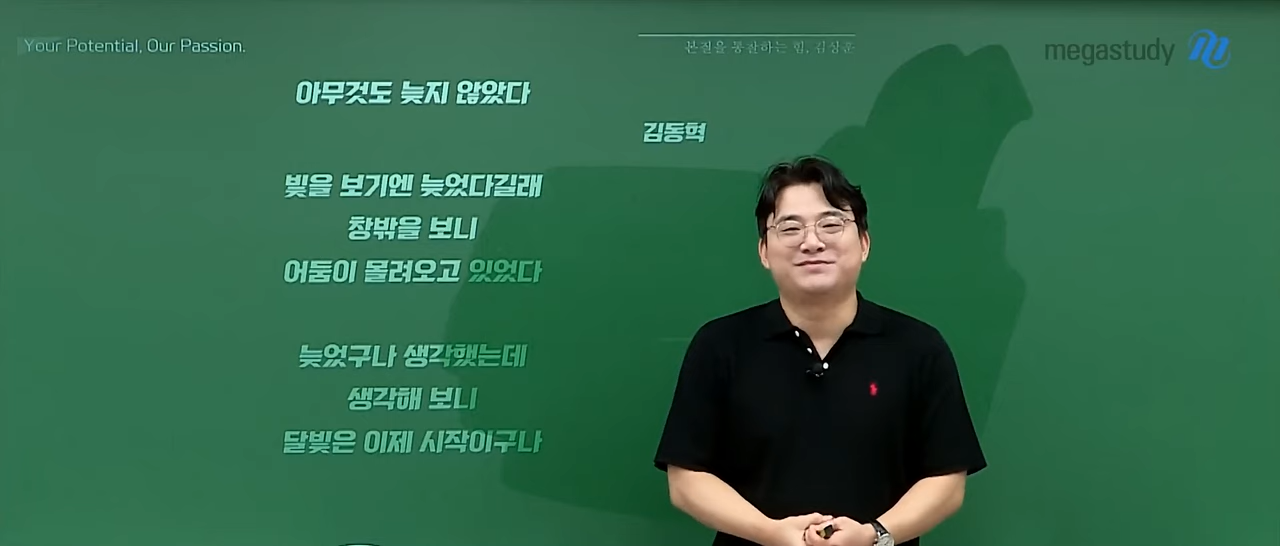 Your Potential, Our Passion.
본질을 통찰하는 힘, 김상훈
megastudy
아무것도 늦지 않았다
김동혁
빛을 보기엔 늦었다길래
창밖을 보니
어둠이 몰려오고 있었다
늦었구나 생각했는데
생각해 보니
달빛은 이제 시작이구나